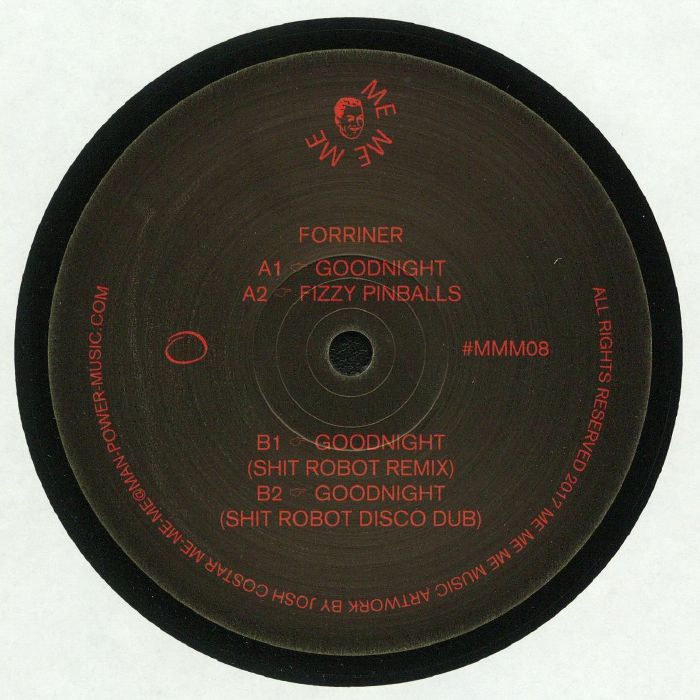 ME ME ME
FORRINER
A1 ☞ GOODNIGHT
A2 ☞ FIZZY PINBALLS
#MMM08
B1 ☞ GOODNIGHT
(SHIT ROBOT REMIX)
B2 ☞ GOODNIGHT
(SHIT ROBOT DISCO DUB)
ALL RIGHTS RESERVED 2017 ME ME ME MUSIC ARTWORK BY JOSH COSTAR ME-ME-ME@MAN-POWER-MUSIC.COM